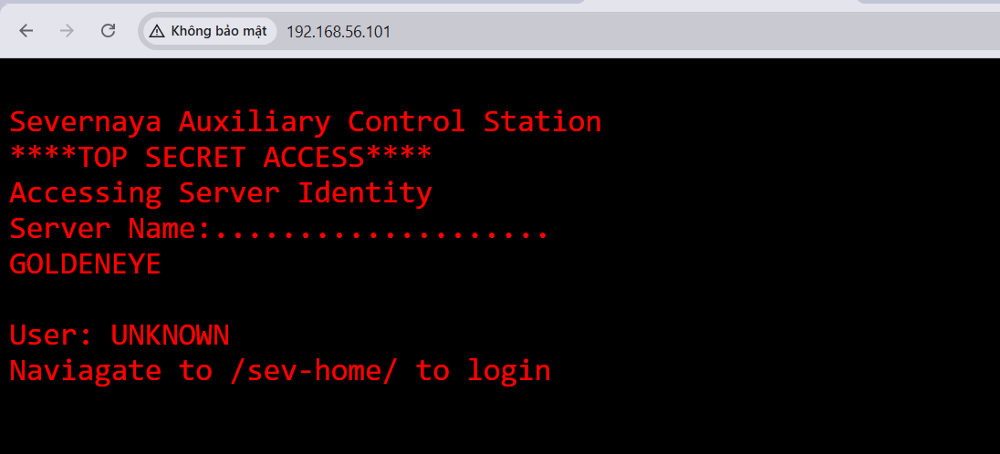 Không bảo mật 192.168.56.101
Severnaya Auxiliary Control Station
****TOP SECRET ACCESS****
Accessing Server Identity
Server Name:....................
GOLDENEYE
User: UNKNOWN
Naviagate to /sev-home/ to login